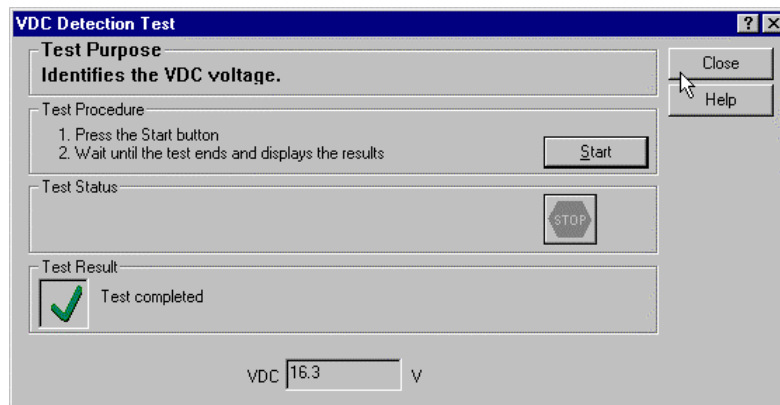 VDC Detection Test
Test Purpose
Identifies the VDC voltage.
Close
Help
Test Procedure
1. Press the Start button
2. Wait until the test ends and displays the results
Start
Test Status
STOP
Test Result
Test completed
VDC 16.3 V